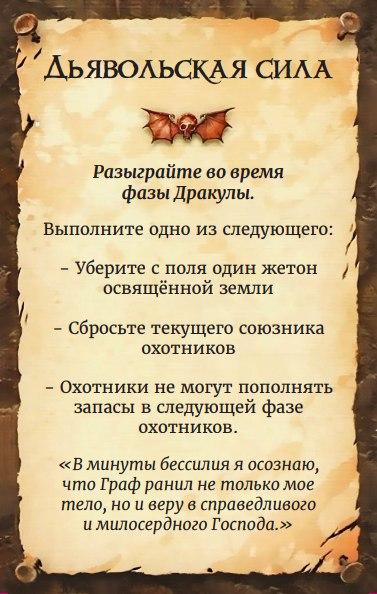 Дьявольская сила
Разыграйте во время
фазы Дракулы.
Выполните одно из следующего:
– Уберите с поля один жетон
освящённой земли
– Сбросьте текущего союзника
охотников
– Охотники не могут пополнять
запасы в следующей фазе
охотников.
«В минуты бессилия я осознаю,
что Граф ранил не только мое
тело, но и веру в справедливого
и милосердного Господа.»